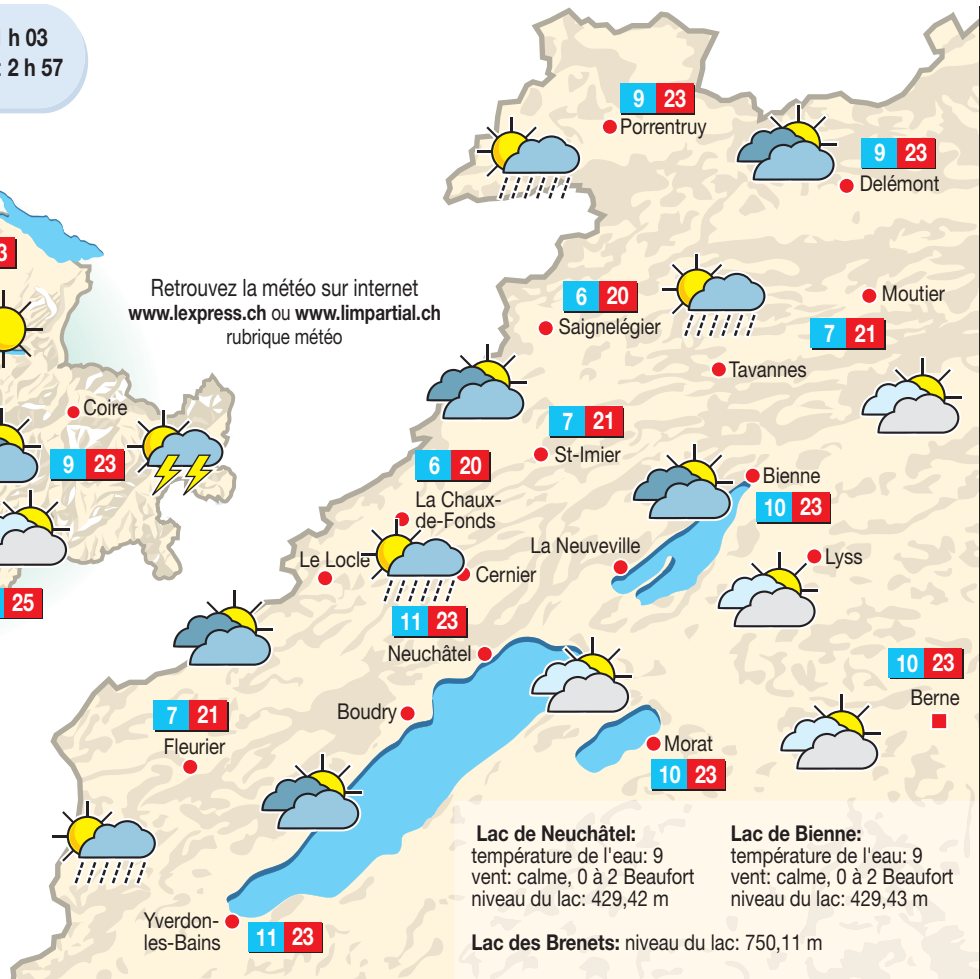 h 03
: 2 h 57
9 23
Porrentruy
9 23
Delémont
3
Retrouvez la météo sur internet
www.lexpress.ch ou www.limpartial.ch
rubrique météo
6 20
Saignelégier
Moutier
7 21
Tavannes
Coire
9 23
7 21
St-Imier
6 20
La Chaux-
de-Fonds
Bienne
10 23
La Neuveville
Lyss
Le Locle
Cernier
25
11 23
Neuchâtel
10 23
Berne
7 21
Fleurier
Boudry
Morat
10 23
Lac de Neuchâtel:
température de l'eau: 9
vent: calme, 0 à 2 Beaufort
niveau du lac: 429,42 m
Lac de Bienne:
température de l'eau: 9
vent: calme, 0 à 2 Beaufort
niveau du lac: 429,43 m
Lac des Brenets: niveau du lac: 750,11 m
Yverdon-
les-Bains
11 23